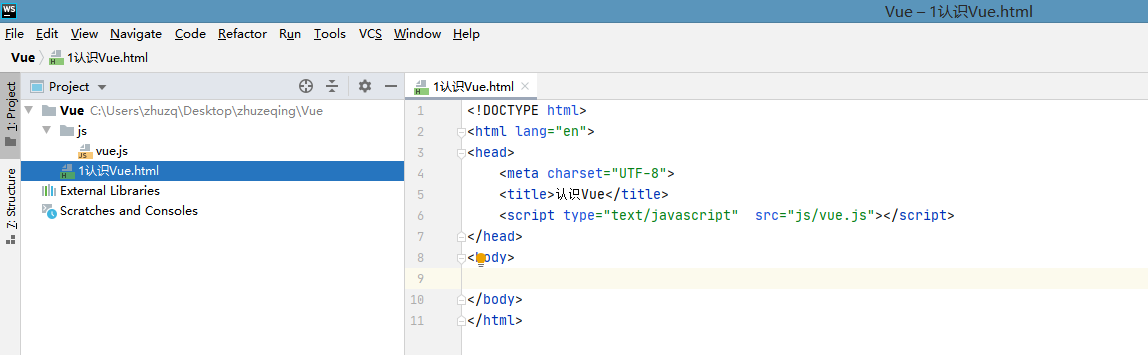 WS
Vue – 1认识Vue.html
File Edit View Navigate Code Refactor Run Tools VCS Window Help
Vue 1认识Vue.html
1: Project
7: Structure
Project
Vue C:\Users\zhuzq\Desktop\zhuzeqing\Vue
js
JS vue.js
H 1认识Vue.html
External Libraries
Scratches and Consoles
1认识Vue.html
1 <!DOCTYPE html>
2 <html lang="en">
3 <head>
4 <meta charset="UTF-8">
5 <title>认识Vue</title>
6 <script type="text/javascript"  src="js/vue.js"></script>
7 </head>
8 <body>
9
10 </body>
11 </html>